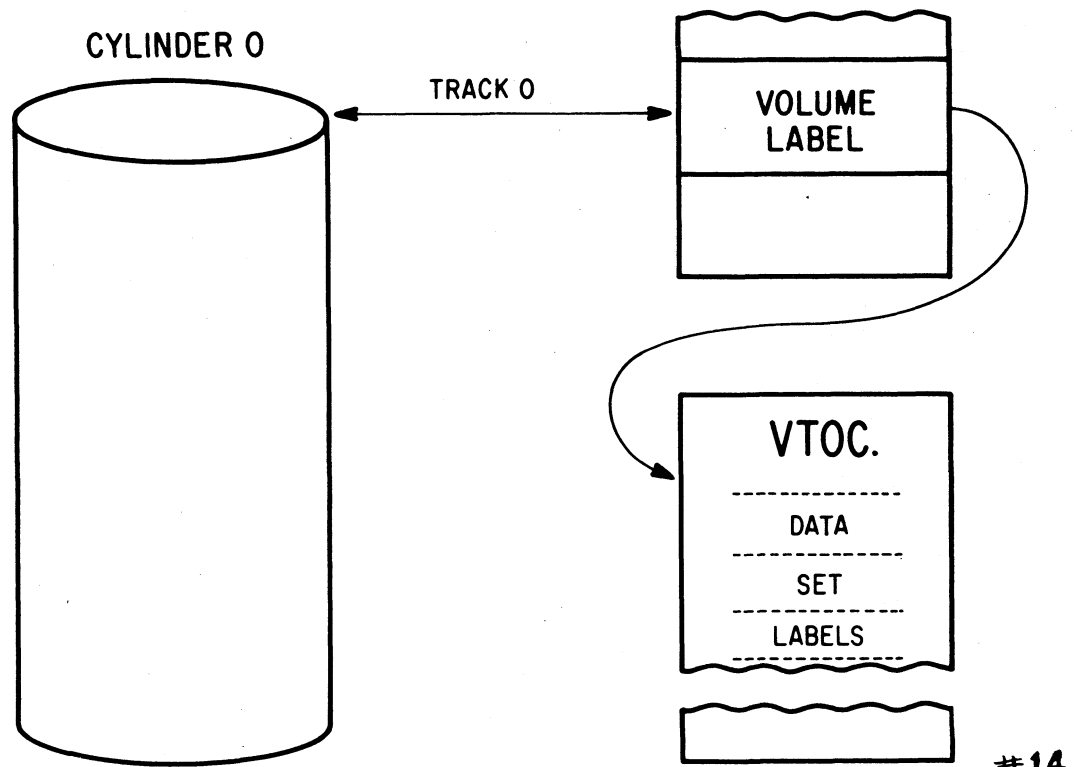 CYLINDER 0
TRACK 0
VOLUME
LABEL
VTOC.
DATA
SET
LABELS
#14